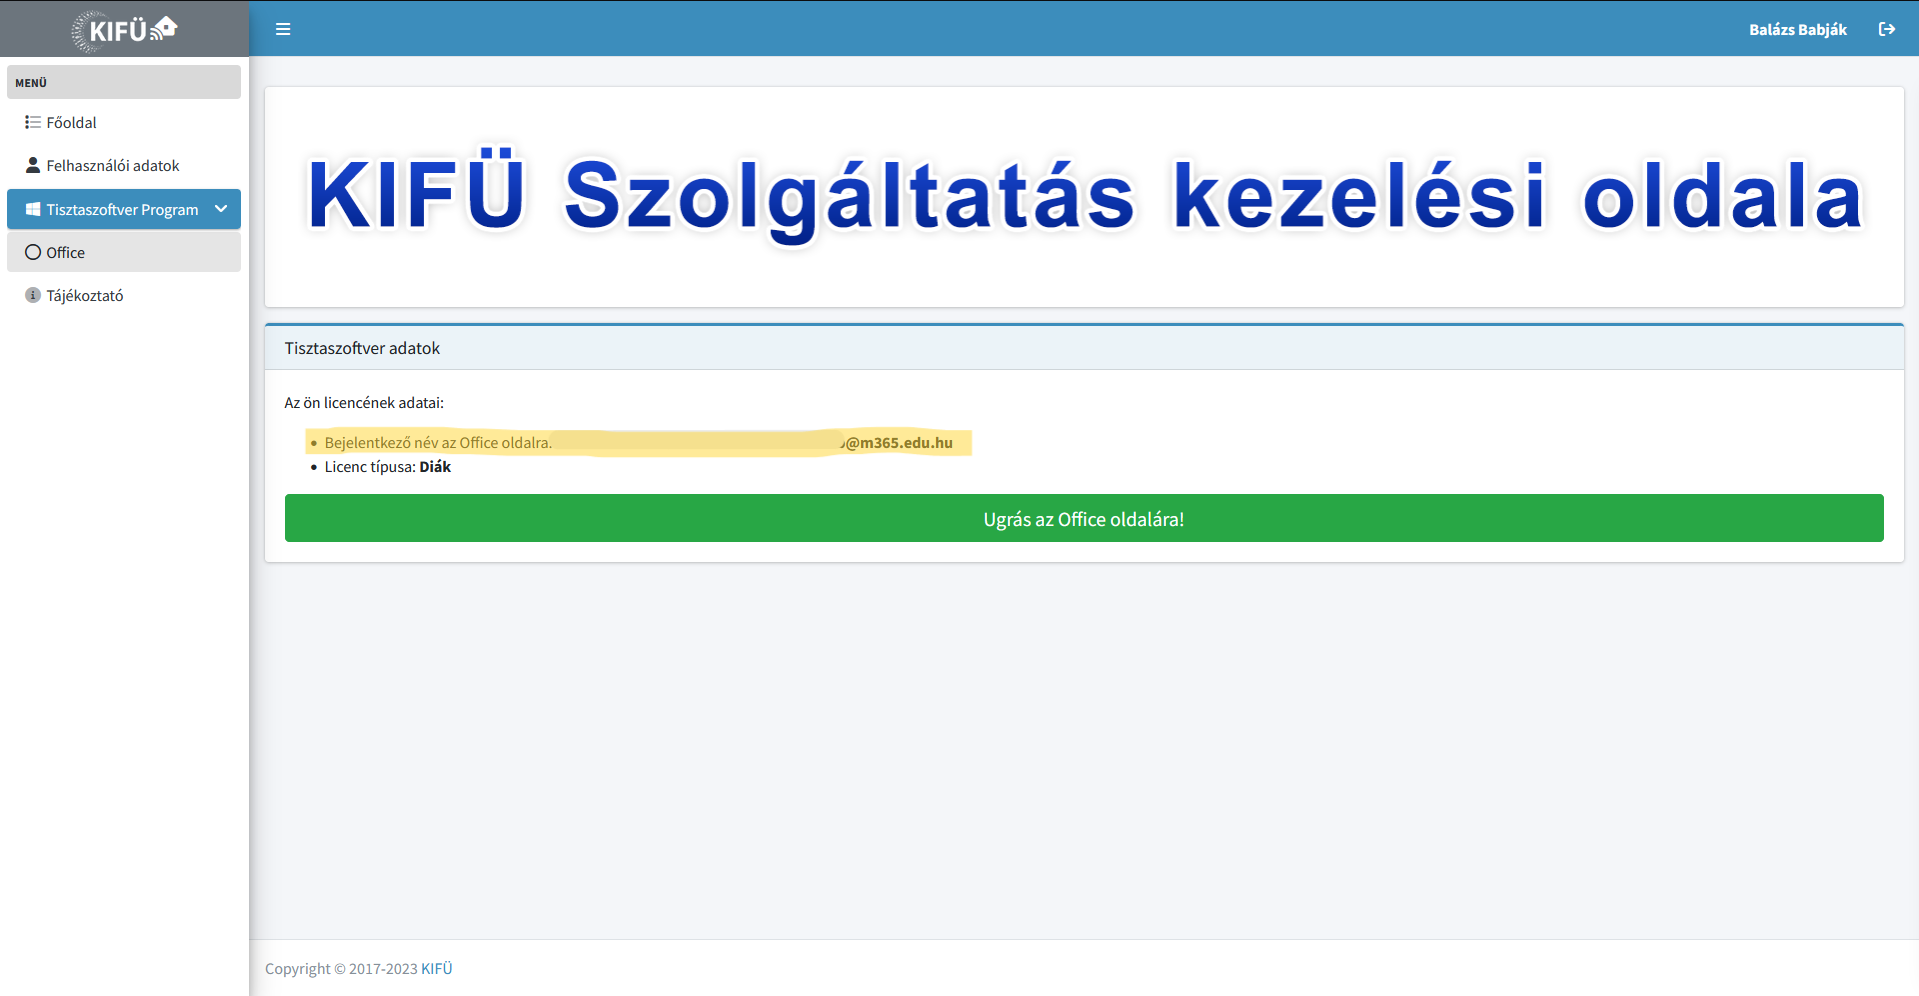 KIFÜ
Balázs Babják
MENÜ
Főoldal
Felhasználói adatok
Tisztaszoftver Program
Office
Tájékoztató
KIFÜ Szolgáltatás kezelési oldala
Tisztaszoftver adatok
Az ön licencének adatai:
• Bejelentkező név az Office oldalra. @m365.edu.hu
• Licenc típusa: Diák
Ugrás az Office oldalára!
Copyright © 2017-2023 KIFÜ